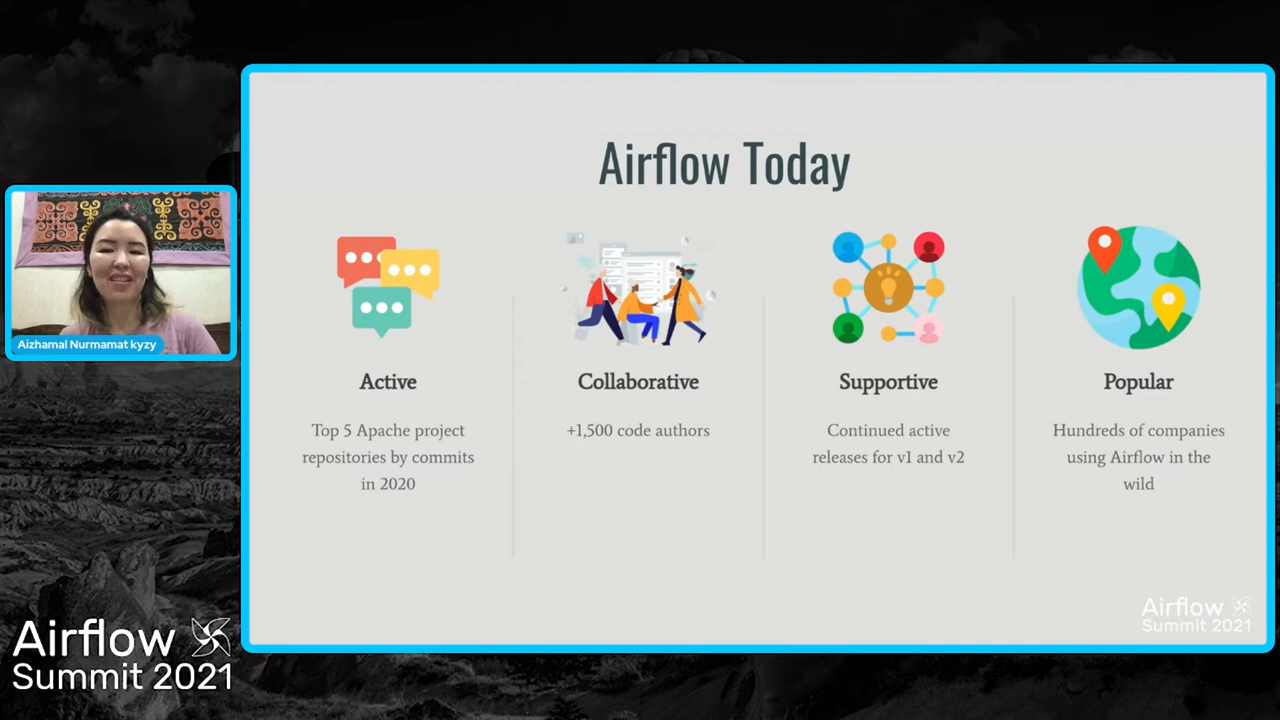 Airflow Today
Active
Top 5 Apache project
repositories by commits
in 2020
Collaborative
+1,500 code authors
Supportive
Continued active
releases for v1 and v2
Popular
Hundreds of companies
using Airflow in the
wild
Airflow
Summit 2021
Aizhamal Nurmamat kyzy
Airflow
Summit 2021